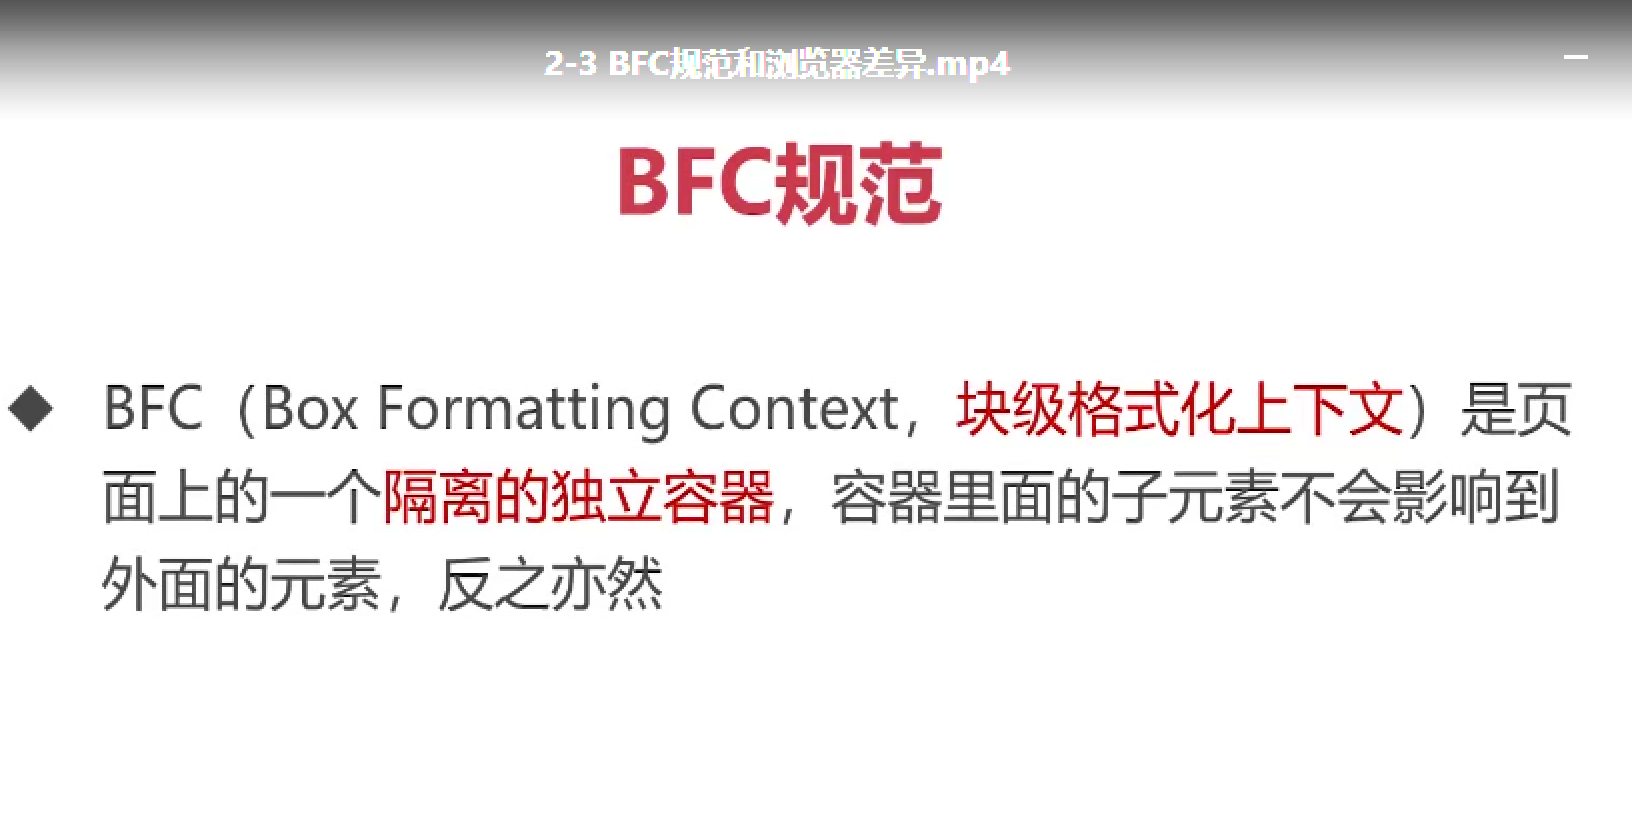 2-3 BFC规范和浏览器差异.mp4
BFC规范
◆ BFC（Box Formatting Context，块级格式化上下文）是页
面上的一个隔离的独立容器，容器里面的子元素不会影响到
外面的元素，反之亦然